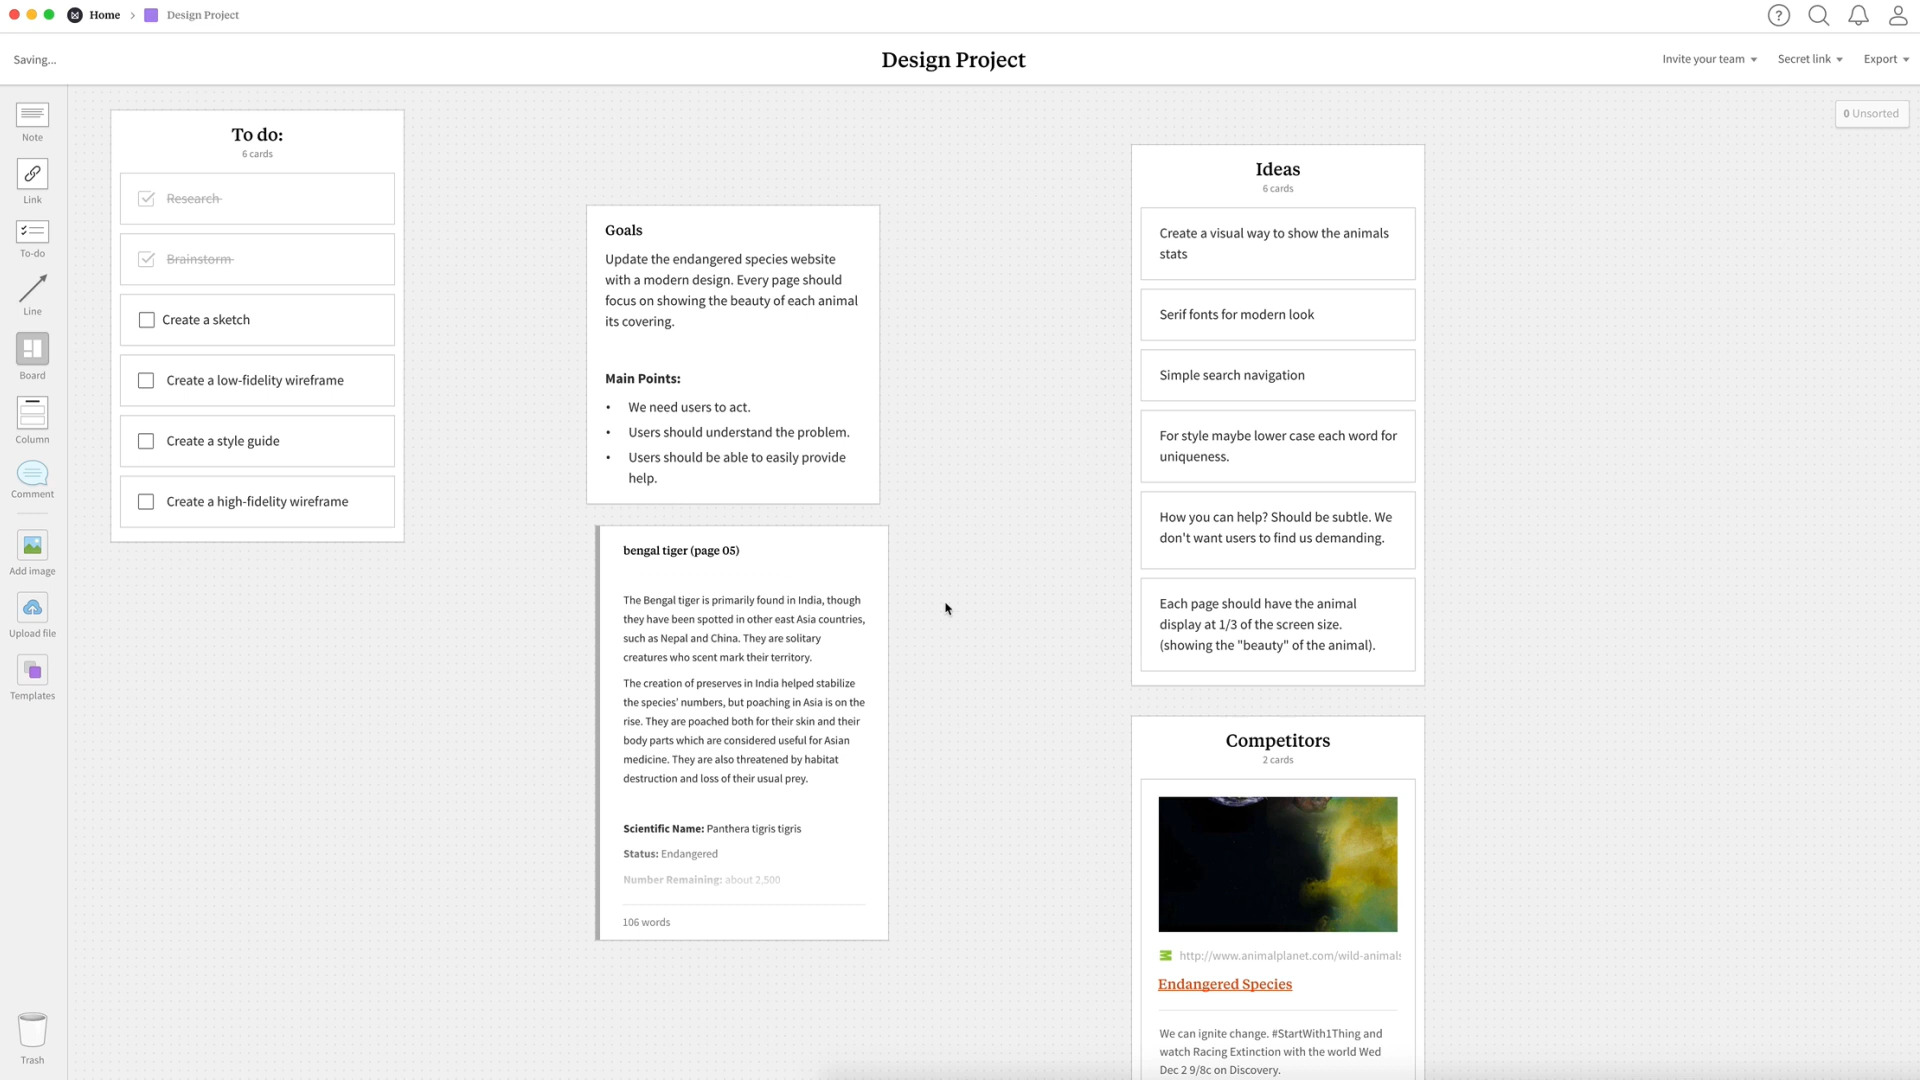 Home
Design Project
Saving...
Design Project
Invite your team
Secret link
Export
Note
Link
To-do
Line
Board
Column
Comment
Add image
Upload file
Templates
Trash
0 Unsorted
To do:
6 cards
Research
Brainstorm
Create a sketch
Create a low-fidelity wireframe
Create a style guide
Create a high-fidelity wireframe
Goals
Update the endangered species website
with a modern design. Every page should
focus on showing the beauty of each animal
its covering.
Main Points:
• We need users to act.
• Users should understand the problem.
• Users should be able to easily provide
help.
bengal tiger (page 05)
The Bengal tiger is primarily found in India, though
they have been spotted in other east Asia countries,
such as Nepal and China. They are solitary
creatures who scent mark their territory.
The creation of preserves in India helped stabilize
the species' numbers, but poaching in Asia is on the
rise. They are poached both for their skin and their
body parts which are considered useful for Asian
medicine. They are also threatened by habitat
destruction and loss of their usual prey.
Scientific Name: Panthera tigris tigris
Status: Endangered
Number Remaining: about 2,500
106 words
Ideas
6 cards
Create a visual way to show the animals
stats
Serif fonts for modern look
Simple search navigation
For style maybe lower case each word for
uniqueness.
How you can help? Should be subtle. We
don't want users to find us demanding.
Each page should have the animal
display at 1/3 of the screen size.
(showing the "beauty" of the animal).
Competitors
2 cards
http://www.animalplanet.com/wild-animals
Endangered Species
We can ignite change. #StartWith1Thing and
watch Racing Extinction with the world Wed
Dec 2 9/8c on Discovery.